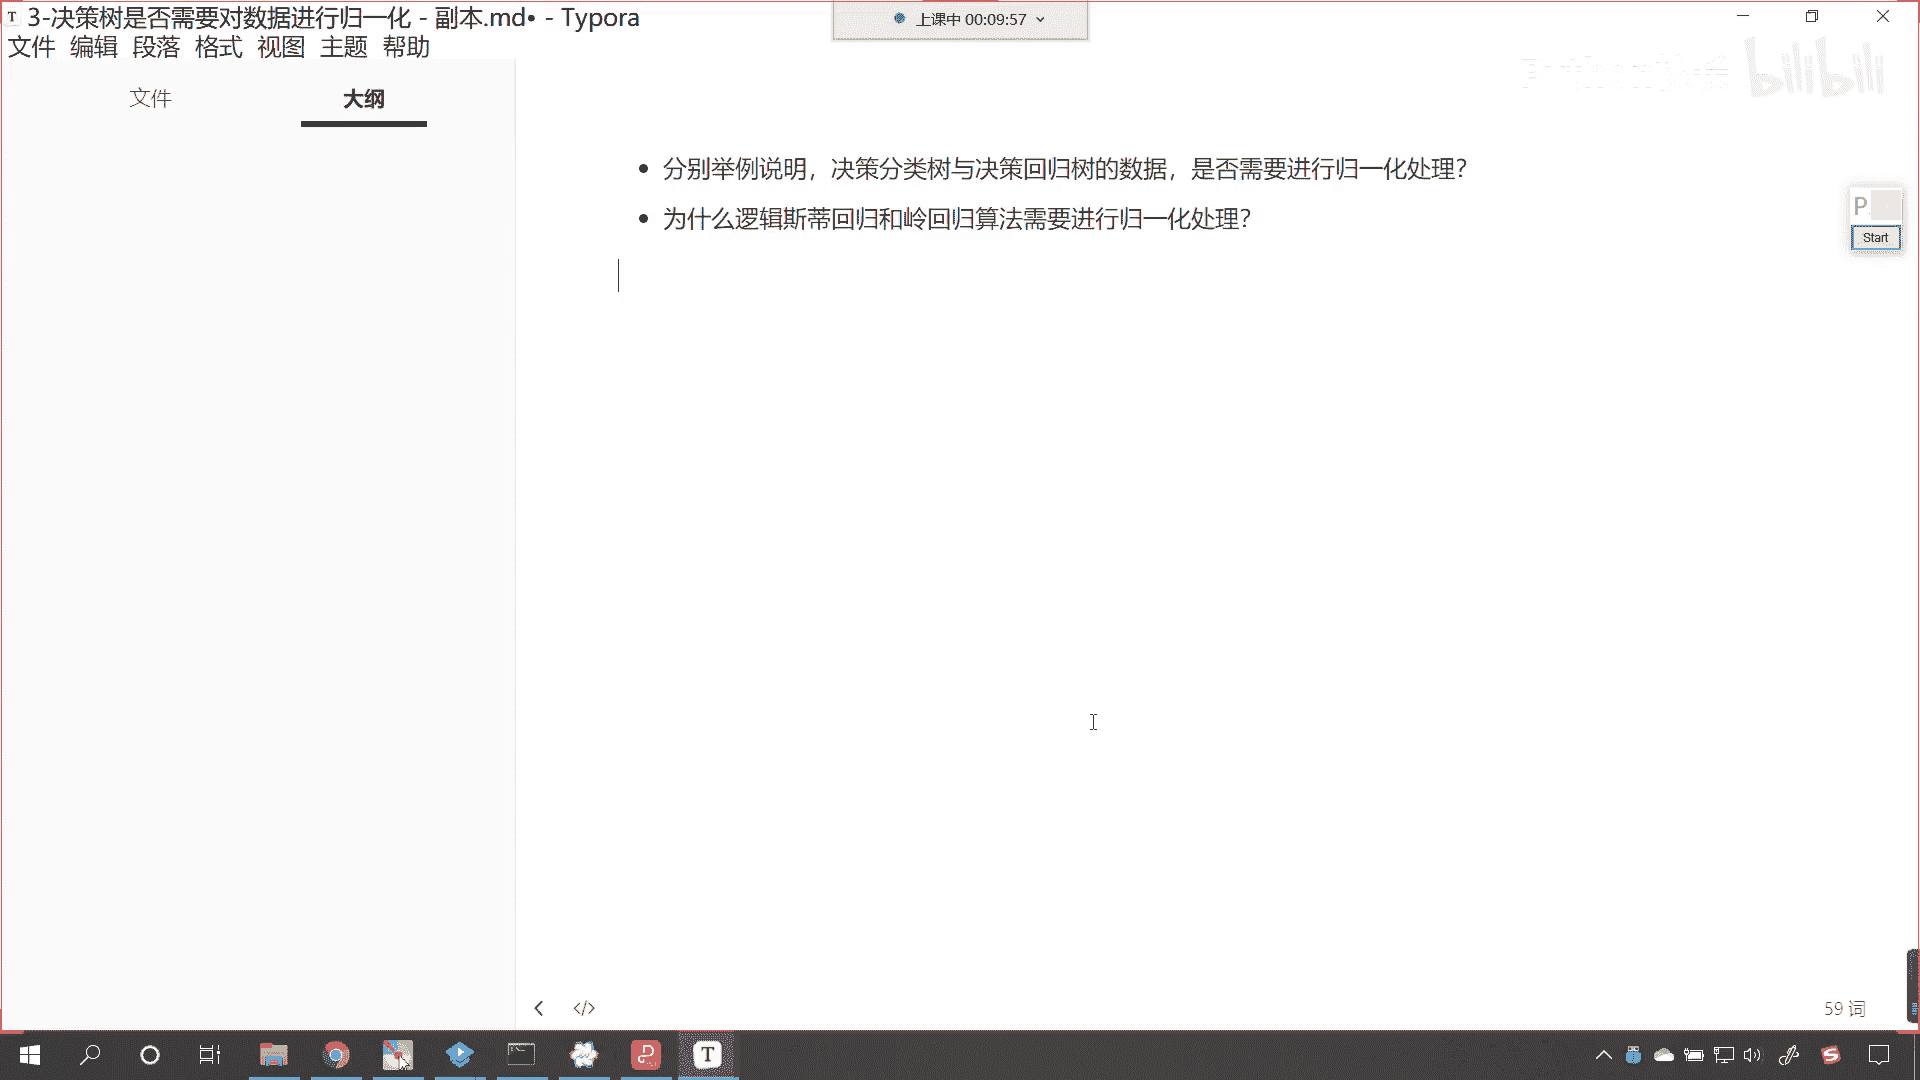 3-决策树是否需要对数据进行归一化 - 副本.md• - Typora
上课中 00:09:57
文件 编辑 段落 格式 视图 主题 帮助
bilibili
文件
大纲
分别举例说明，决策分类树与决策回归树的数据，是否需要进行归一化处理？
为什么逻辑斯蒂回归和岭回归算法需要进行归一化处理？
P
Start
59 词